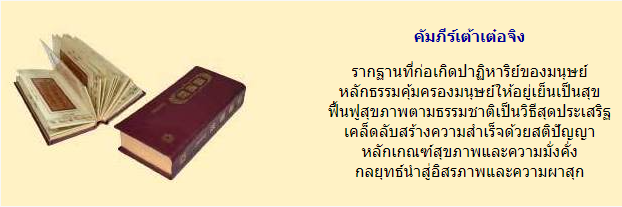 คัมภีร์เต้าเต๋อจิง
รากฐานที่ก่อเกิดปาฏิหาริย์ของมนุษย์
หลักธรรมคุ้มครองมนุษย์ให้อยู่เย็นเป็นสุข
ฟื้นฟูสุขภาพตามธรรมชาติเป็นวิธีสุดประเสริฐ
เคล็ดลับสร้างความสำเร็จด้วยสติปัญญา
หลักเกณฑ์สุขภาพและความมั่งคั่ง
กลยุทธ์นำสู่อิสรภาพและความผาสุก